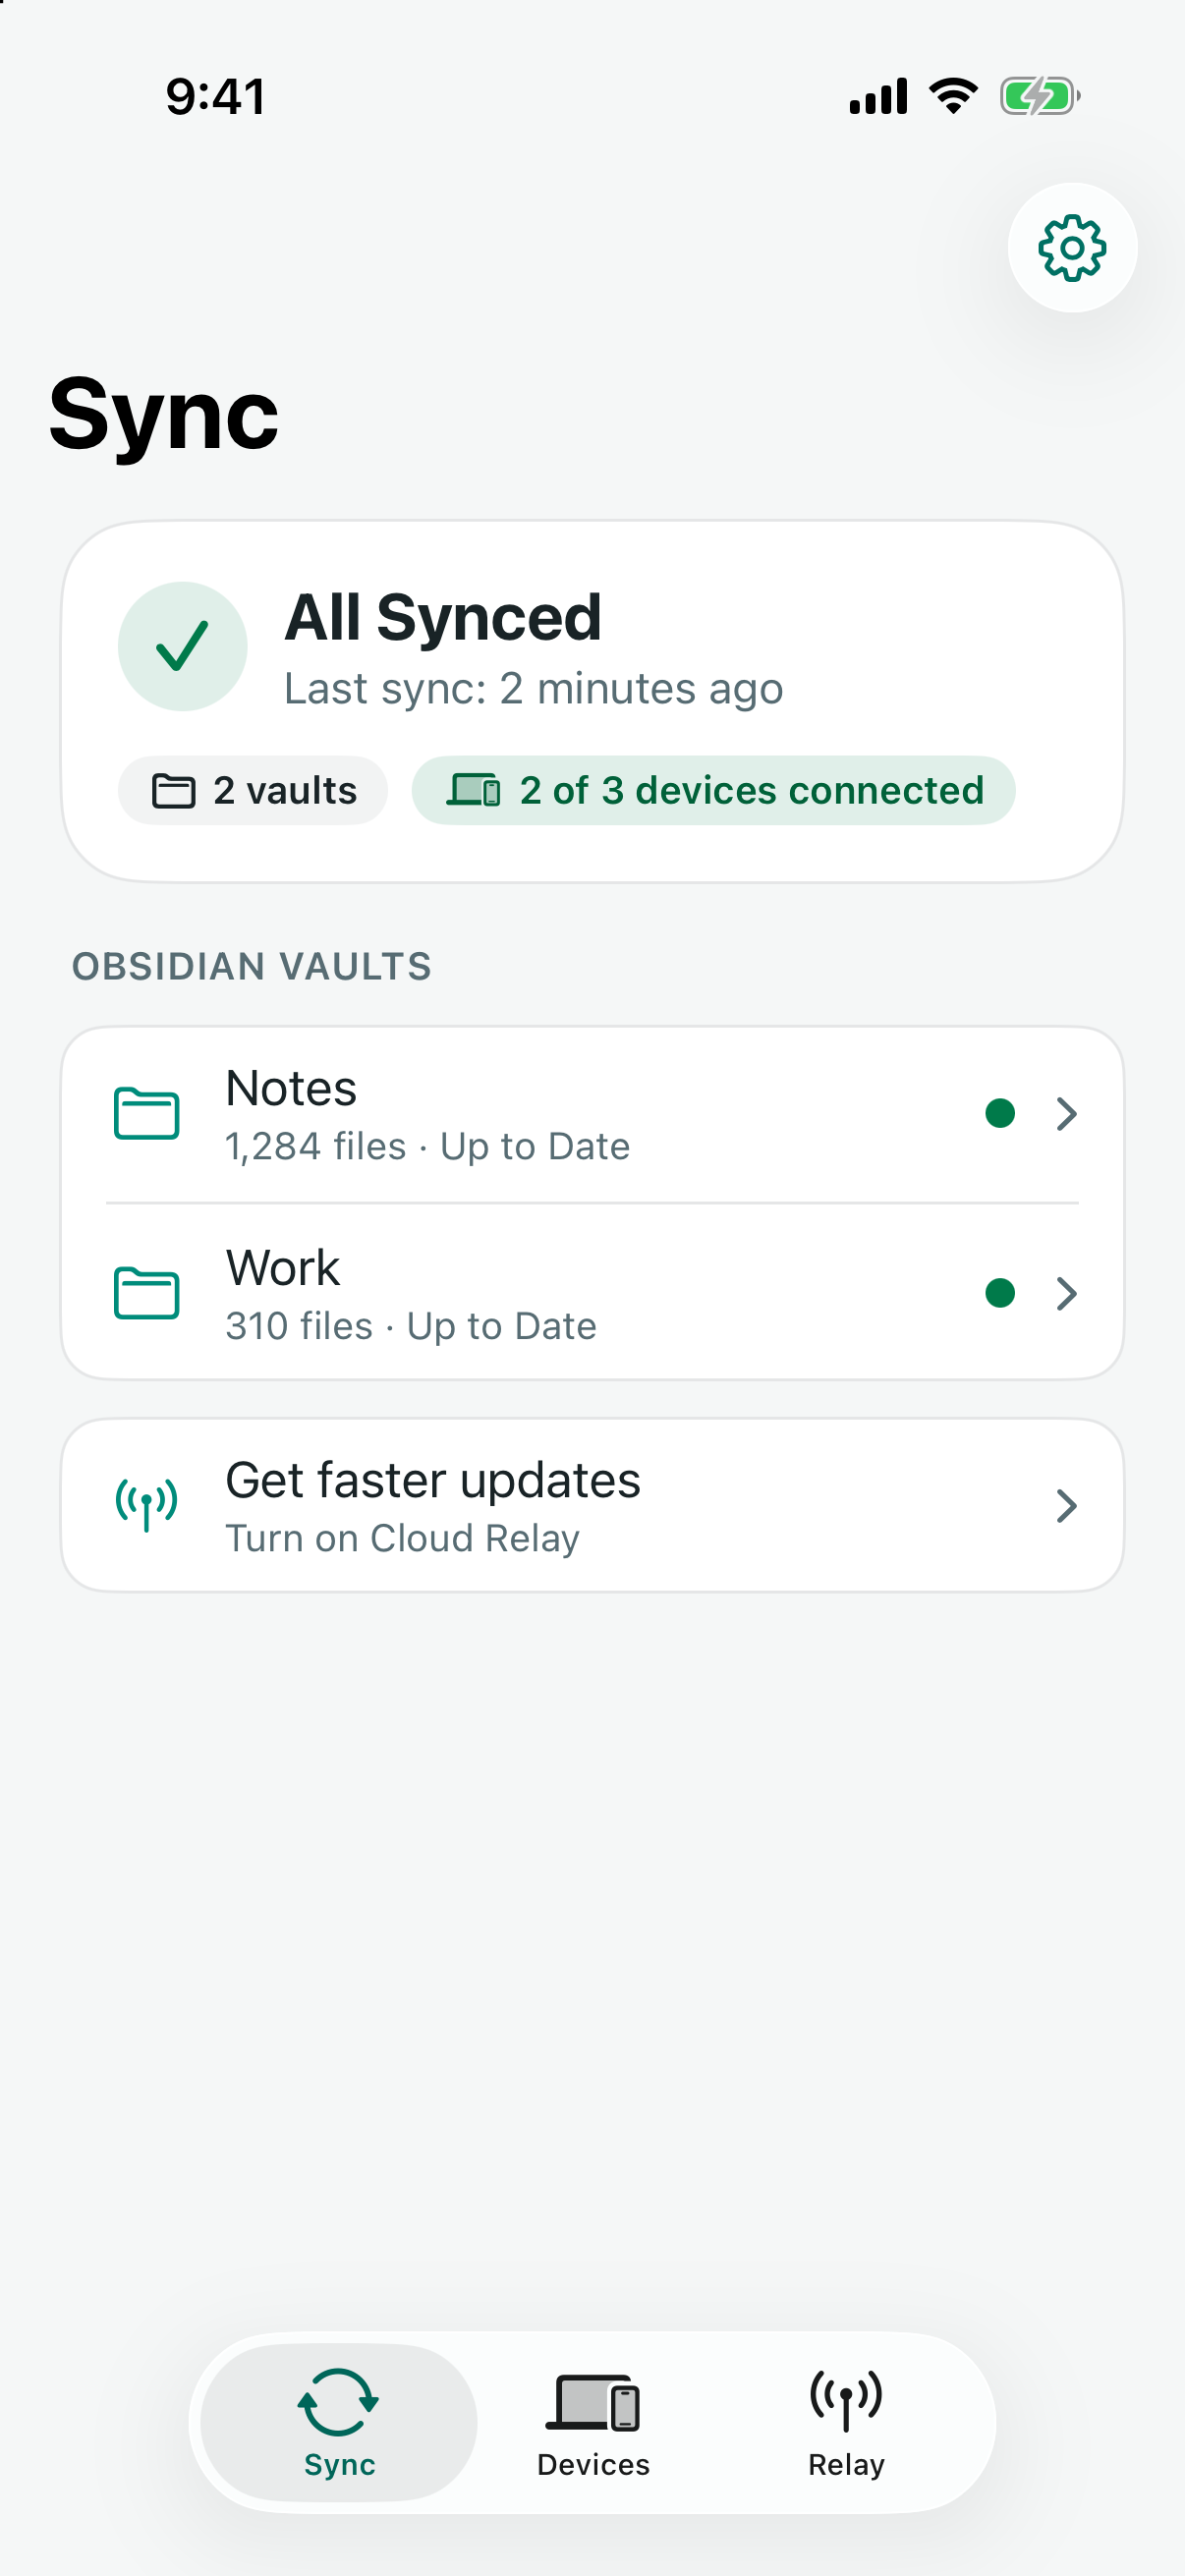 9:41
Sync
All Synced
Last sync: 2 minutes ago
2 vaults
2 of 3 devices connected
OBSIDIAN VAULTS
Notes
1,284 files · Up to Date
Work
310 files · Up to Date
Get faster updates
Turn on Cloud Relay
Sync
Devices
Relay